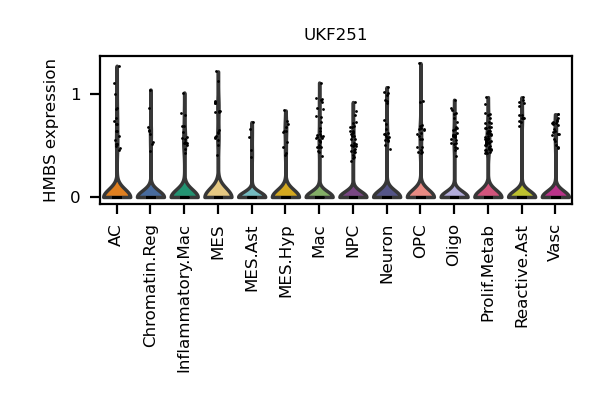 UKF251
HMBS expression
1
0
AC
Chromatin.Reg
Inflammatory.Mac
MES
MES.Ast
MES.Hyp
Mac
NPC
Neuron
OPC
Oligo
Prolif.Metab
Reactive.Ast
Vasc